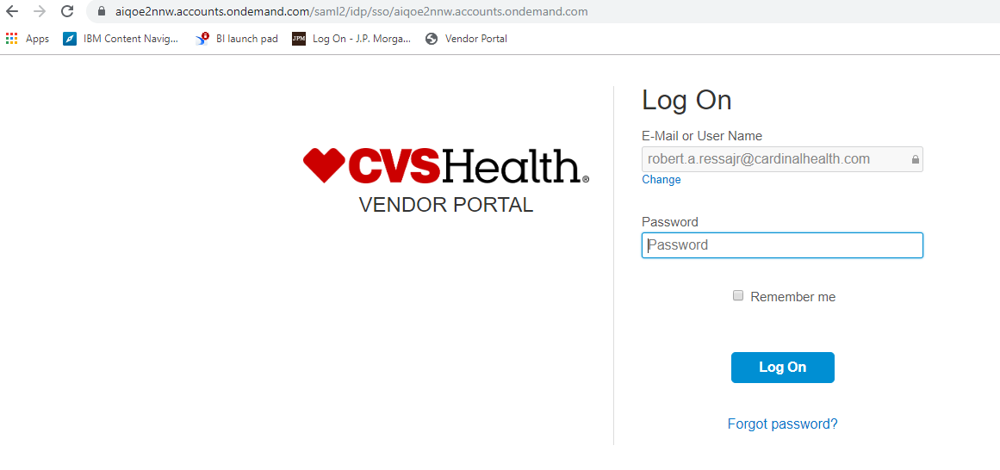 aiqoe2nnw.accounts.ondemand.com/saml2/idp/sso/aiqoe2nnw.accounts.ondemand.com
Apps IBM Content Navig... BI launch pad JPM Log On - J.P. Morga... Vendor Portal
CVSHealth®
VENDOR PORTAL
Log On
E-Mail or User Name
robert.a.ressajr@cardinalhealth.com
Change
Password
Password
Remember me
Log On
Forgot password?